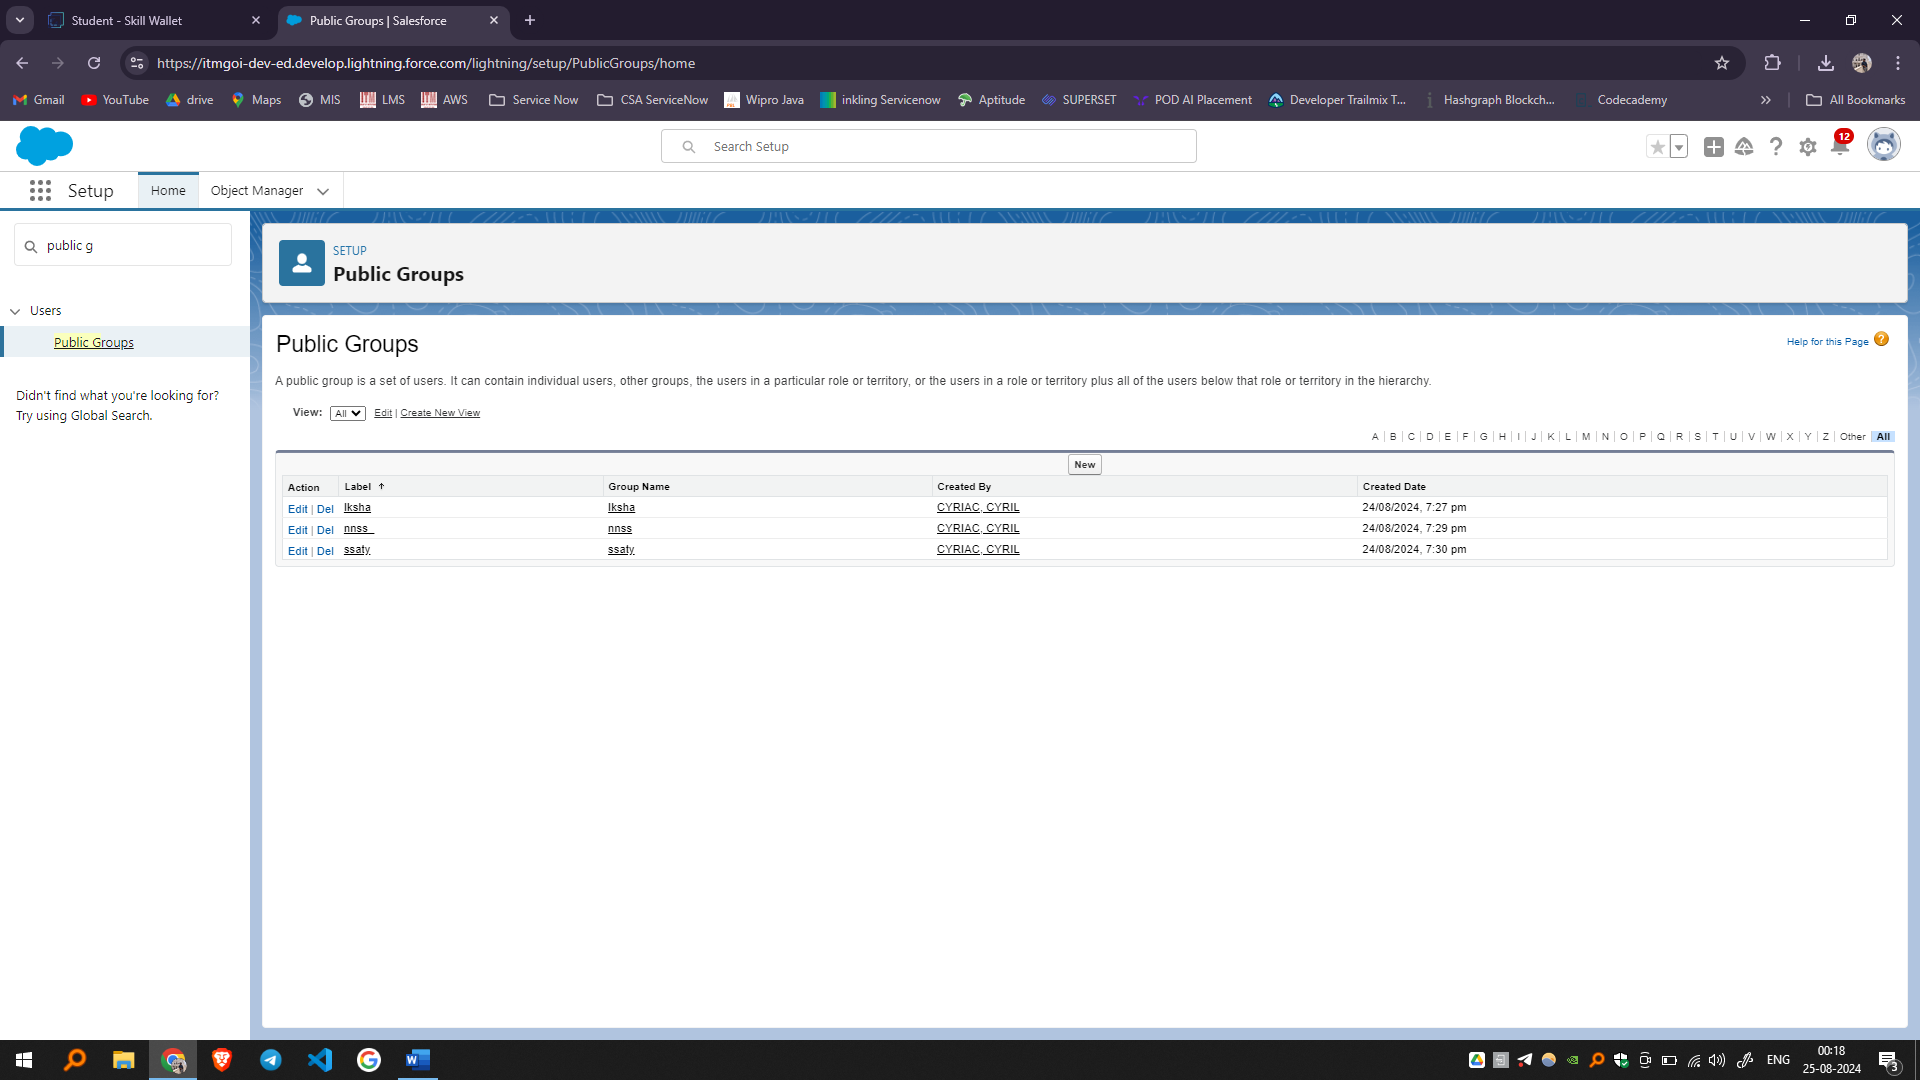 Student - Skill Wallet
Public Groups | Salesforce
https://itmgoi-dev-ed.develop.lightning.force.com/lightning/setup/PublicGroups/home
Gmail YouTube drive Maps MIS LMS AWS Service Now CSA ServiceNow Wipro Java inkling Servicenow Aptitude SUPERSET POD AI Placement Developer Trailmix T... Hashgraph Blockch... Codecademy » All Bookmarks
Search Setup
12
Setup Home Object Manager
public g
Users
Public Groups
Didn't find what you're looking for?
Try using Global Search.
SETUP
Public Groups
Public Groups
Help for this Page ?
A public group is a set of users. It can contain individual users, other groups, the users in a particular role or territory, or the users in a role or territory plus all of the users below that role or territory in the hierarchy.
View: All Edit | Create New View
A | B | C | D | E | F | G | H | I | J | K | L | M | N | O | P | Q | R | S | T | U | V | W | X | Y | Z | Other All
New
Action Label ↑ Group Name Created By Created Date
Edit | Del lksha lksha CYRIAC, CYRIL 24/08/2024, 7:27 pm
Edit | Del nnss_ nnss CYRIAC, CYRIL 24/08/2024, 7:29 pm
Edit | Del ssaty ssaty CYRIAC, CYRIL 24/08/2024, 7:30 pm
ENG
00:18
25-08-2024
3